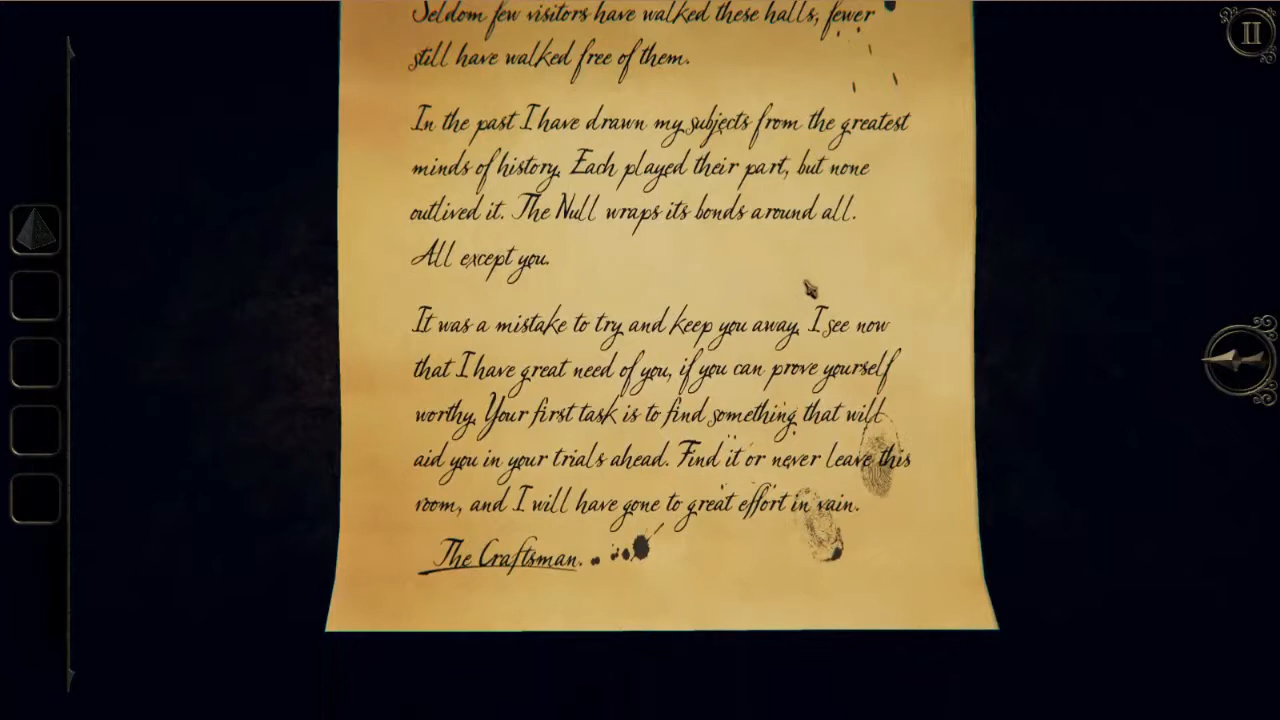 Seldom few visitors have walked these halls, fewer
still have walked free of them.
In the past I have drawn my subjects from the greatest
minds of history. Each played their part, but none
outlived it. The Null wraps its bonds around all.
All except you.
It was a mistake to try and keep you away. I see now
that I have great need of you, if you can prove yourself
worthy. Your first task is to find something that will
aid you in your trials ahead. Find it or never leave this
room, and I will have gone to great effort in vain.
The Craftsman.